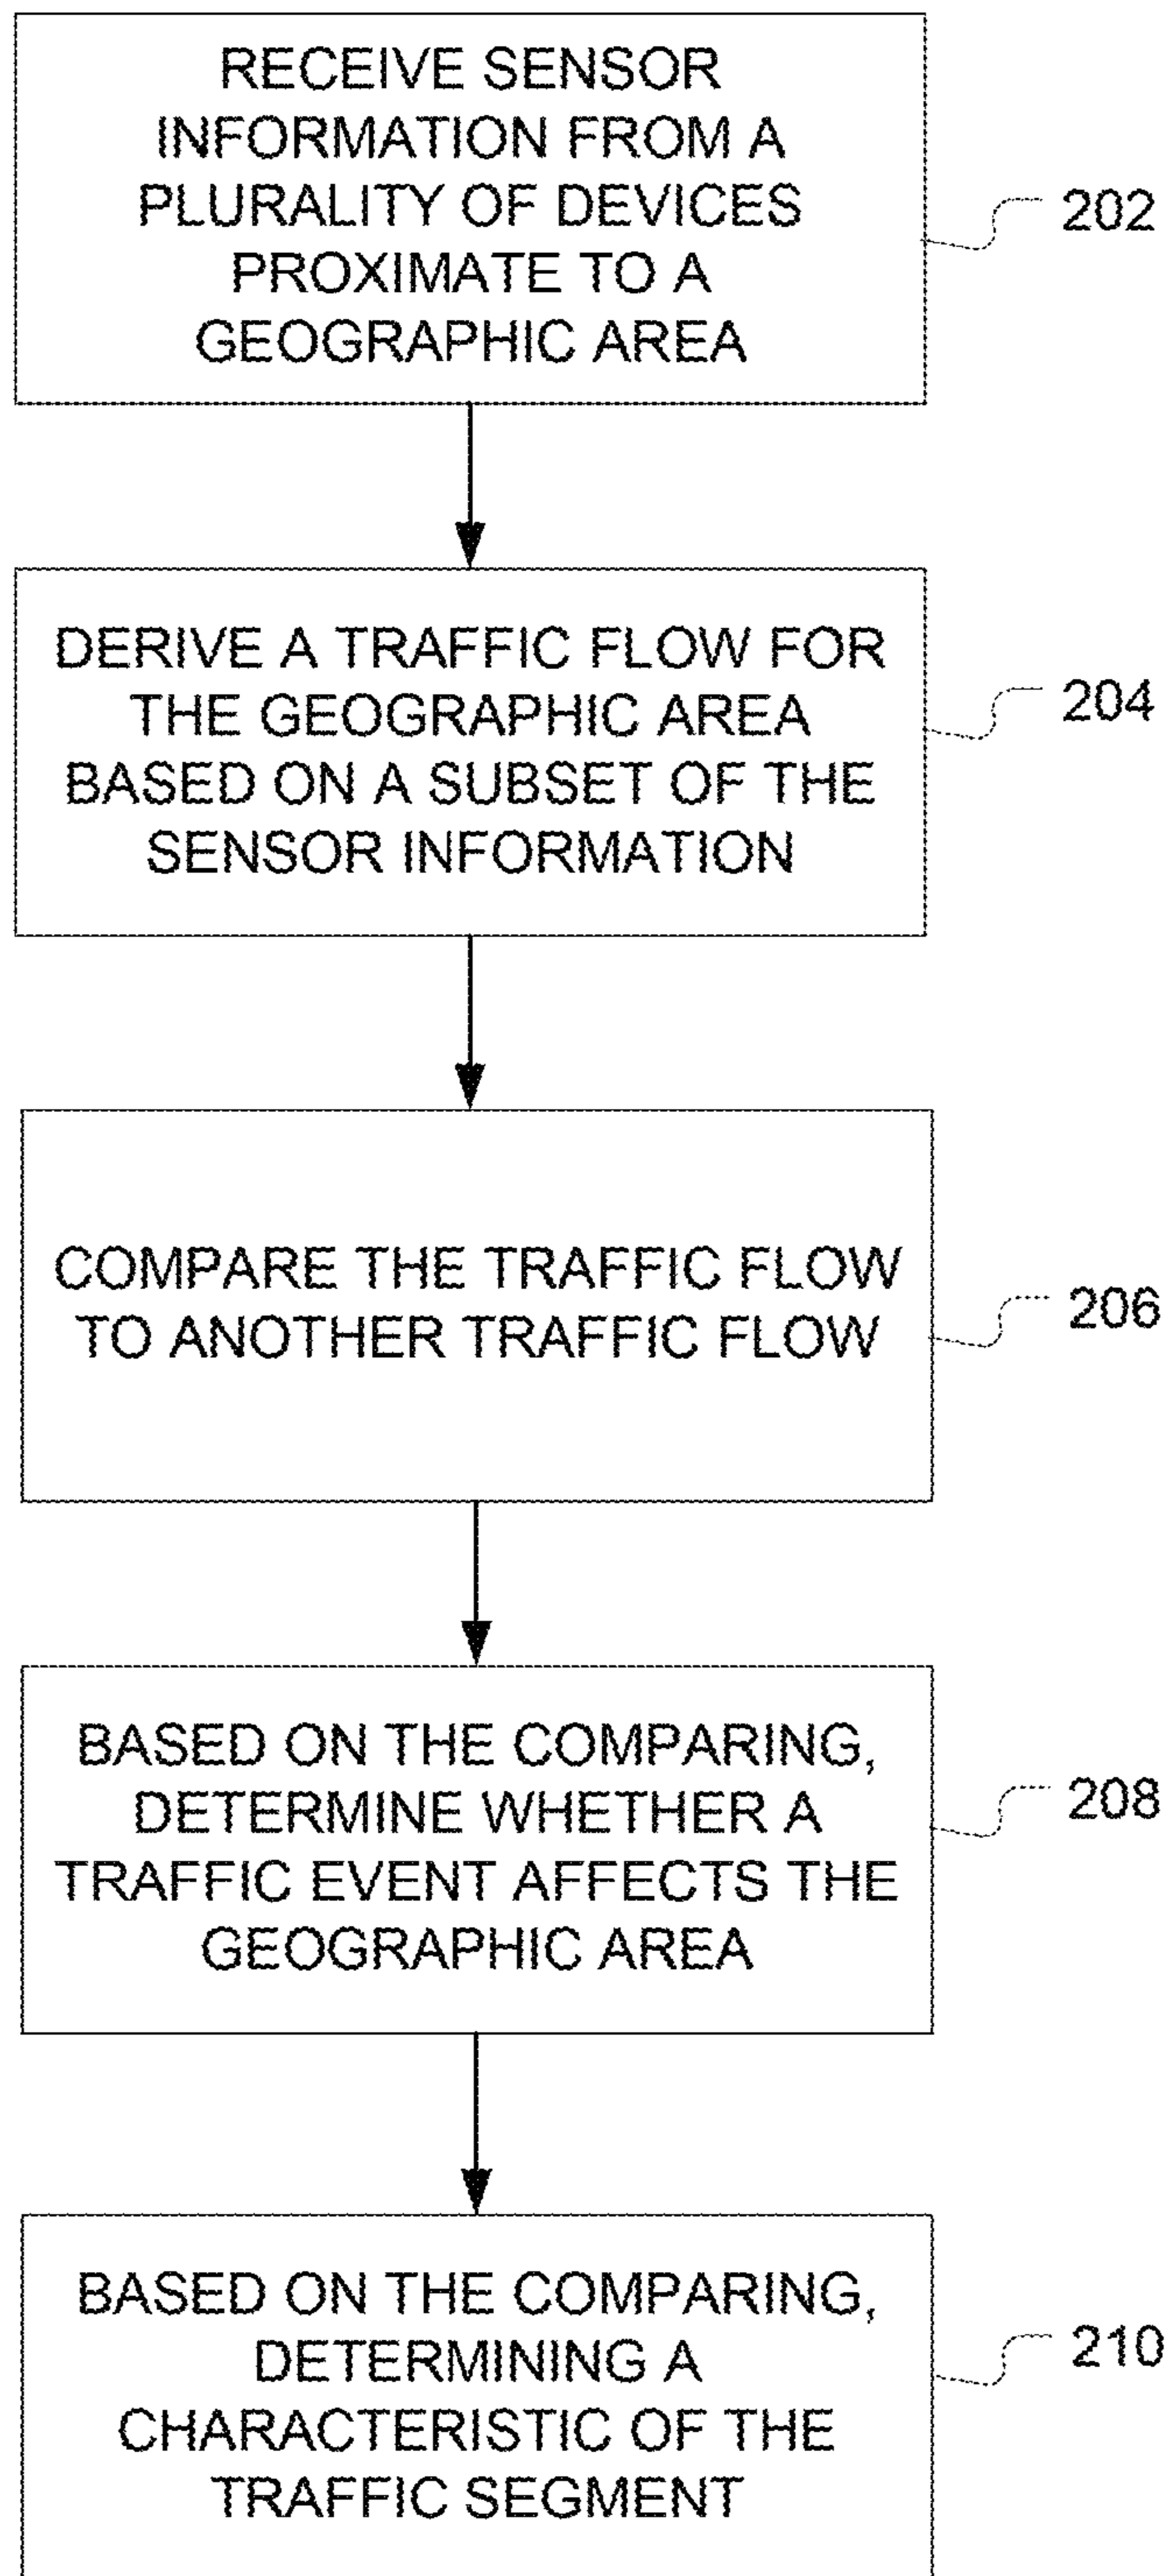 RECEIVE SENSOR
INFORMATION FROM A
PLURALITY OF DEVICES
PROXIMATE TO A
GEOGRAPHIC AREA
202
DERIVE A TRAFFIC FLOW FOR
THE GEOGRAPHIC AREA
BASED ON A SUBSET OF THE
SENSOR INFORMATION
204
COMPARE THE TRAFFIC FLOW
TO ANOTHER TRAFFIC FLOW
206
BASED ON THE COMPARING,
DETERMINE WHETHER A
TRAFFIC EVENT AFFECTS THE
GEOGRAPHIC AREA
208
BASED ON THE COMPARING,
DETERMINING A
CHARACTERISTIC OF THE
TRAFFIC SEGMENT
210